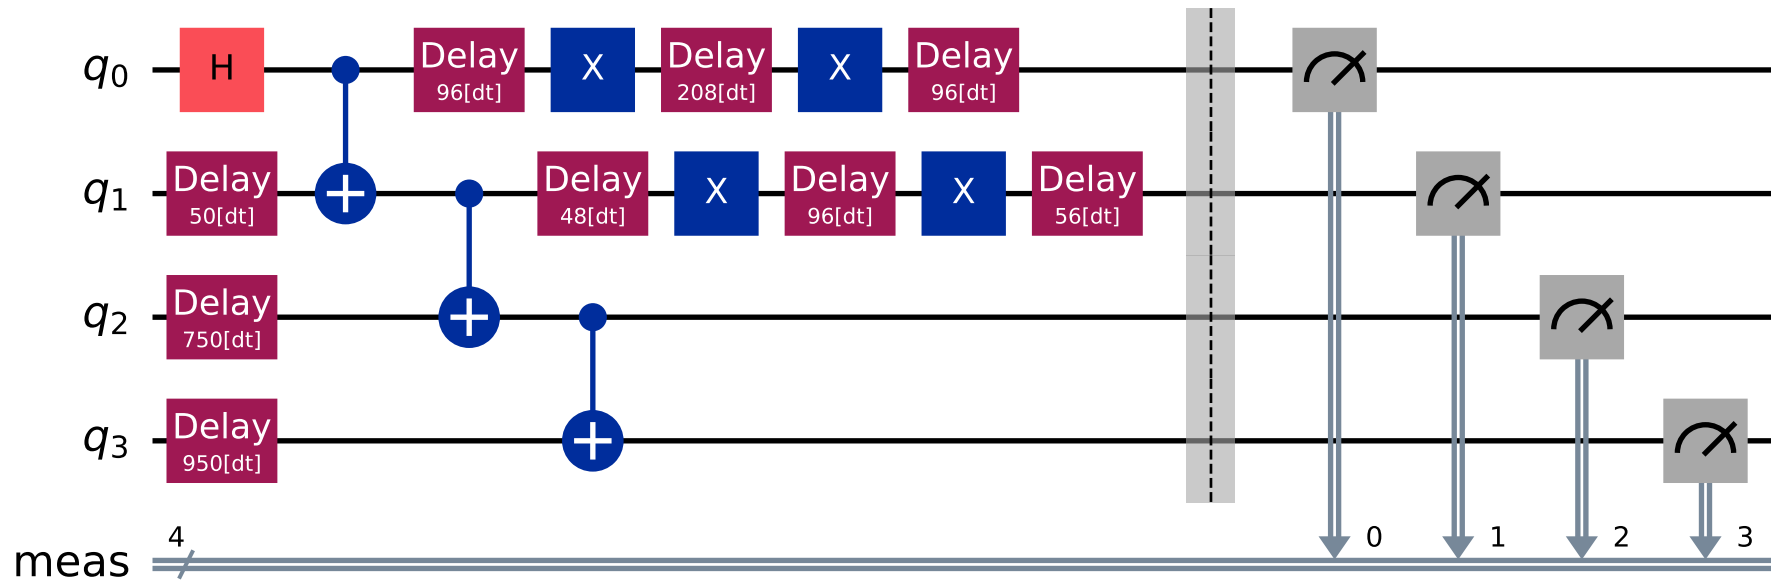 q0 H Delay X Delay X Delay
96[dt] 208[dt] 96[dt]
q1 Delay Delay X Delay X Delay
50[dt] 48[dt] 96[dt] 56[dt]
q2 Delay
750[dt]
q3 Delay
950[dt]
4 0 1 2 3
meas